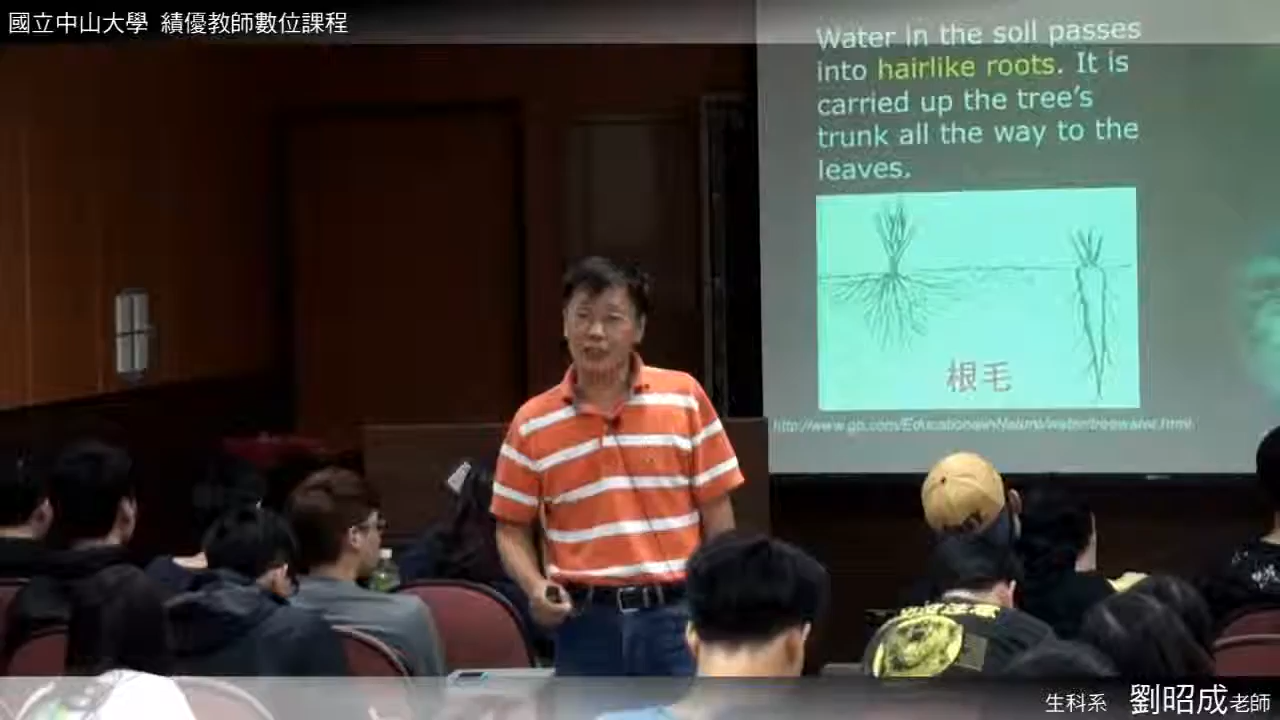 國立中山大學 績優教師數位課程
Water in the soil passes
into hairlike roots. It is
carried up the tree's
trunk all the way to the
leaves.
根毛
生科系 劉昭成老師